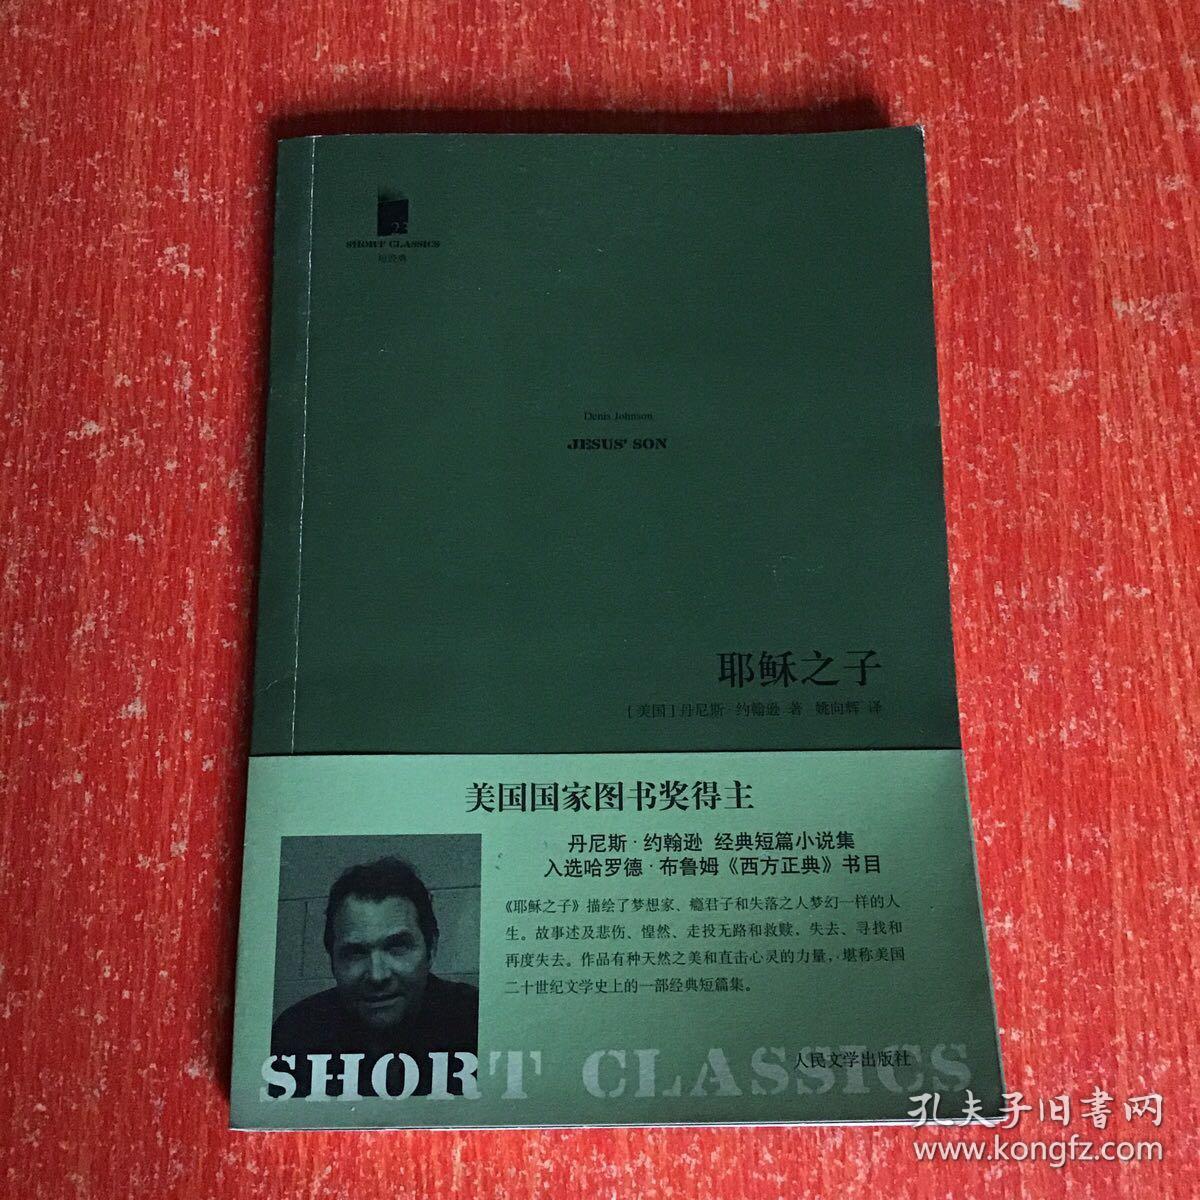 22
SHORT CLASSICS
短经典
Denis Johnson
JESUS' SON
耶稣之子
[美国]丹尼斯·约翰逊 著 姚向辉 译
美国国家图书奖得主
丹尼斯·约翰逊 经典短篇小说集
入选哈罗德·布鲁姆《西方正典》书目
《耶稣之子》描绘了梦想家、瘾君子和失落之人梦幻一样的人
生。故事述及悲伤、惶然、走投无路和救赎，失去、寻找和
再度失去。作品有种天然之美和直击心灵的力量，堪称美国
二十世纪文学史上的一部经典短篇集。
SHORT CLASSICS
人民文学出版社
孔夫子旧書网
www.kongfz.com